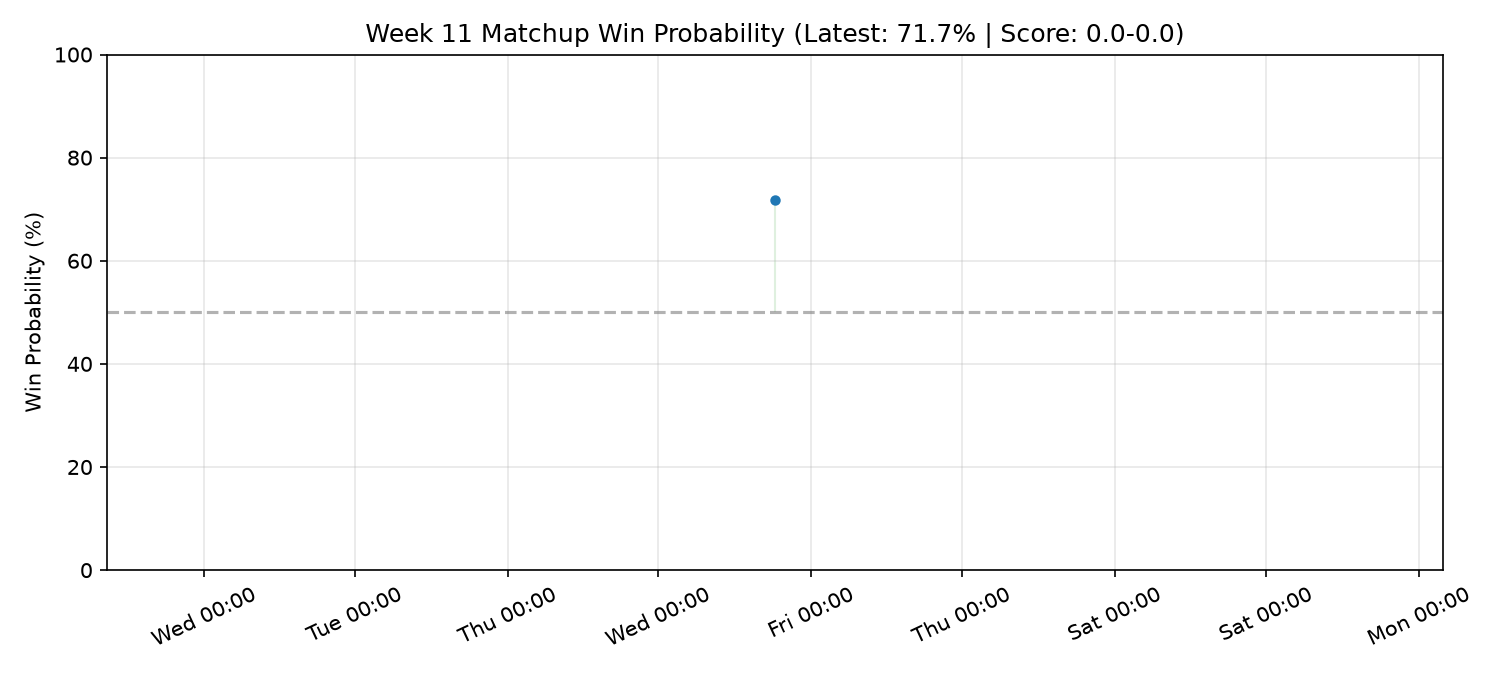 Week 11 Matchup Win Probability (Latest: 71.7% | Score: 0.0-0.0)
Win Probability (%)
100
80
60
40
20
0
Wed 00:00
Tue 00:00
Thu 00:00
Wed 00:00
Fri 00:00
Thu 00:00
Sat 00:00
Sat 00:00
Mon 00:00